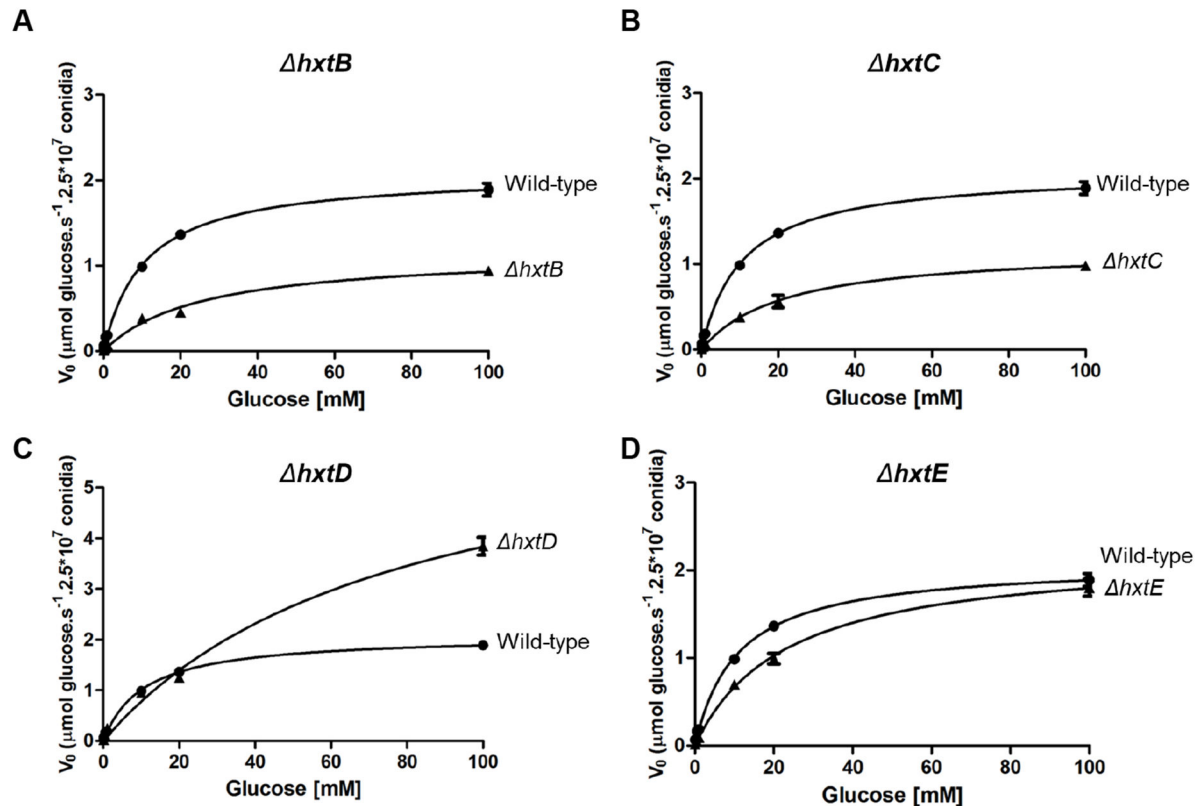 A
ΔhxtB
V₀ (µmol glucose.s⁻¹.2.5*10⁷ conidia)
3
2
1
0
Wild-type
ΔhxtB
0 20 40 60 80 100
Glucose [mM]
B
ΔhxtC
V₀ (µmol glucose.s⁻¹.2.5*10⁷ conidia)
3
2
1
0
Wild-type
ΔhxtC
0 20 40 60 80 100
Glucose [mM]
C
ΔhxtD
V₀ (µmol glucose.s⁻¹.2.5*10⁷ conidia)
5
4
3
2
1
0
ΔhxtD
Wild-type
0 20 40 60 80 100
Glucose [mM]
D
ΔhxtE
V₀ (µmol glucose.s⁻¹.2.5*10⁷ conidia)
3
2
1
0
Wild-type
ΔhxtE
0 20 40 60 80 100
Glucose [mM]